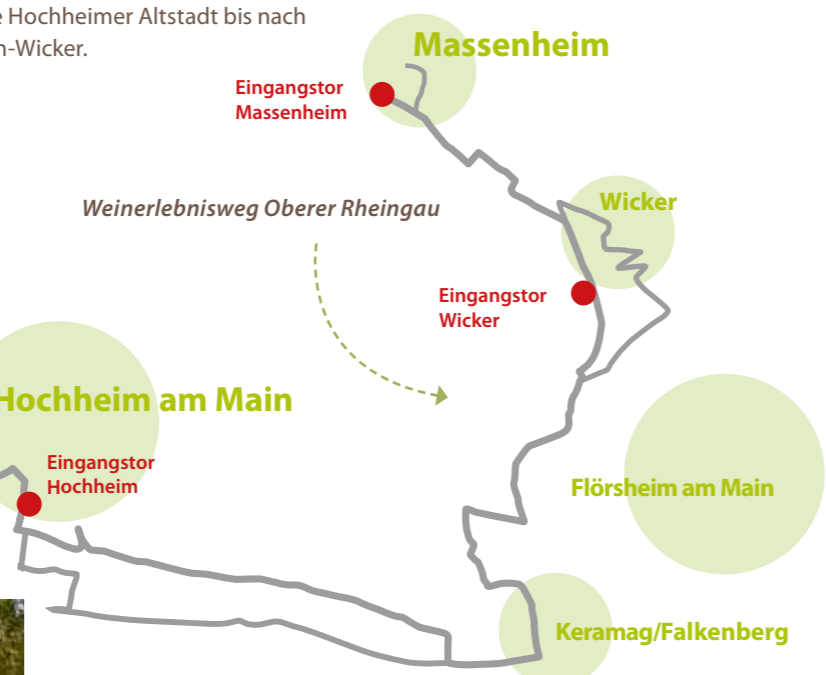 Hochheimer Altstadt bis nach
-Wicker.
Massenheim
Eingangstor
Massenheim
Weinerlebnisweg Oberer Rheingau
Wicker
Eingangstor
Wicker
Hochheim am Main
Eingangstor
Hochheim
Flörsheim am Main
Keramag/Falkenberg